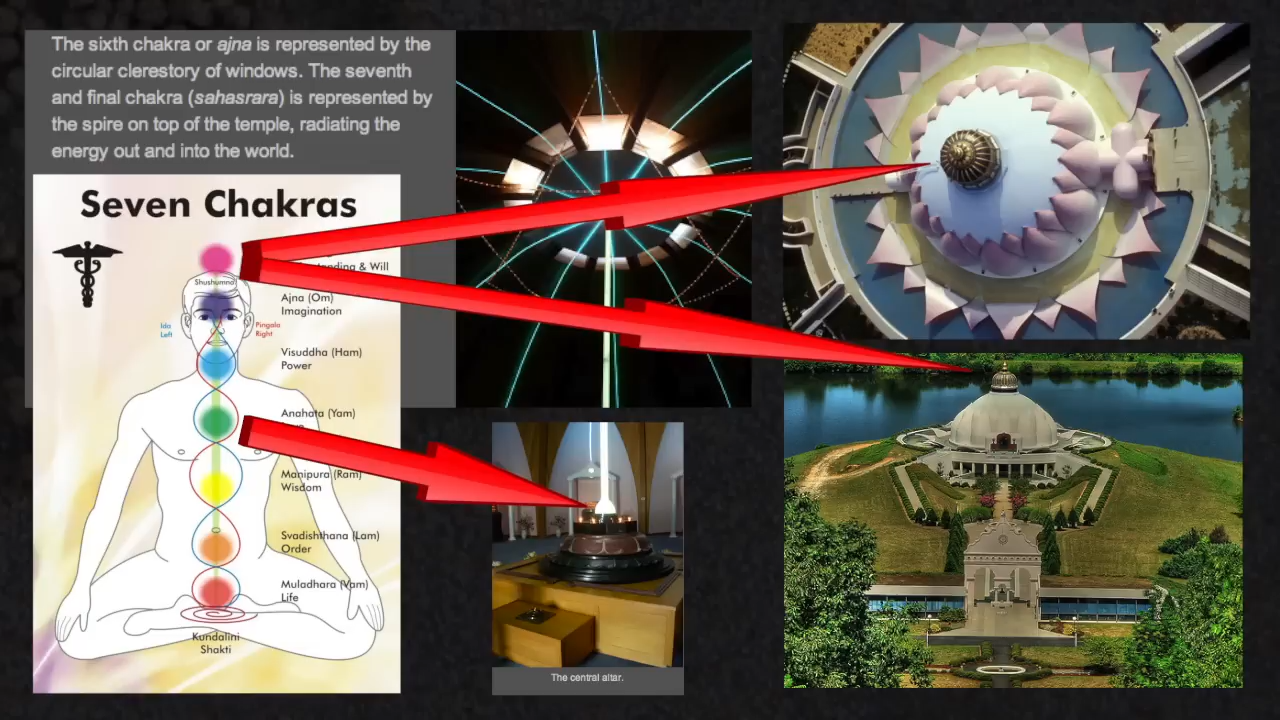 The sixth chakra or ajna is represented by the
circular clerestory of windows. The seventh
and final chakra (sahasrara) is represented by
the spire on top of the temple, radiating the
energy out and into the world.
Seven Chakras
& Will
Shushumna
Ajna (Om)
Imagination
Ida
Left
Pingala
Right
Visuddha (Ham)
Power
Anahata (Yam)
Manipura (Ram)
Wisdom
Svadishthana (Lam)
Order
Muladhara (Vam)
Life
Kundalini
Shakti
The central altar.